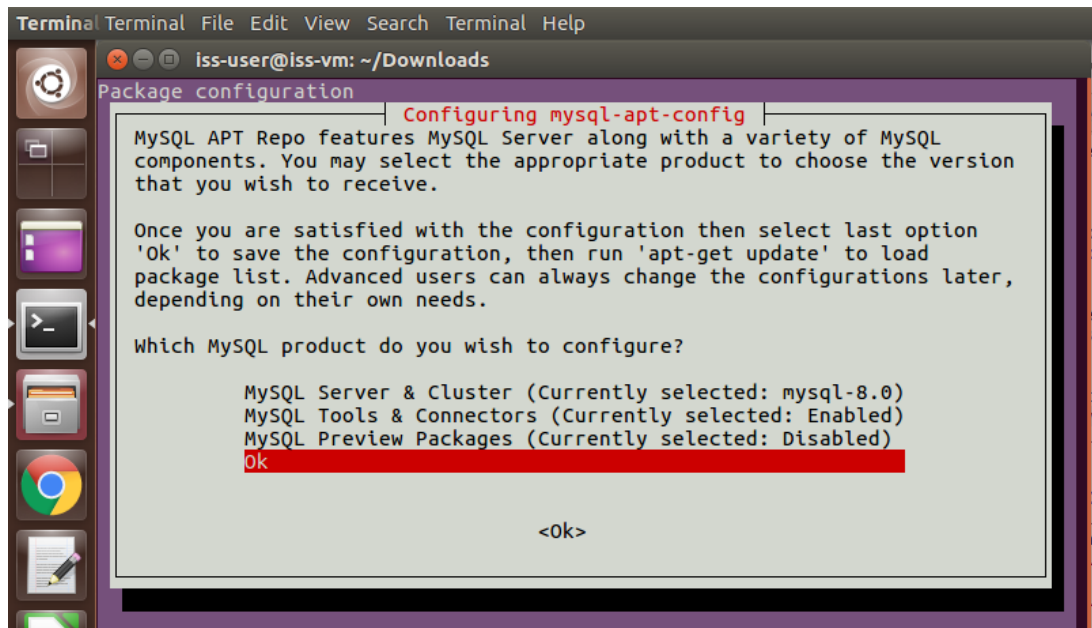 Terminal Terminal File Edit View Search Terminal Help
iss-user@iss-vm: ~/Downloads
Package configuration
Configuring mysql-apt-config
MySQL APT Repo features MySQL Server along with a variety of MySQL
components. You may select the appropriate product to choose the version
that you wish to receive.
Once you are satisfied with the configuration then select last option
'Ok' to save the configuration, then run 'apt-get update' to load
package list. Advanced users can always change the configurations later,
depending on their own needs.
Which MySQL product do you wish to configure?
MySQL Server & Cluster (Currently selected: mysql-8.0)
MySQL Tools & Connectors (Currently selected: Enabled)
MySQL Preview Packages (Currently selected: Disabled)
Ok
<Ok>